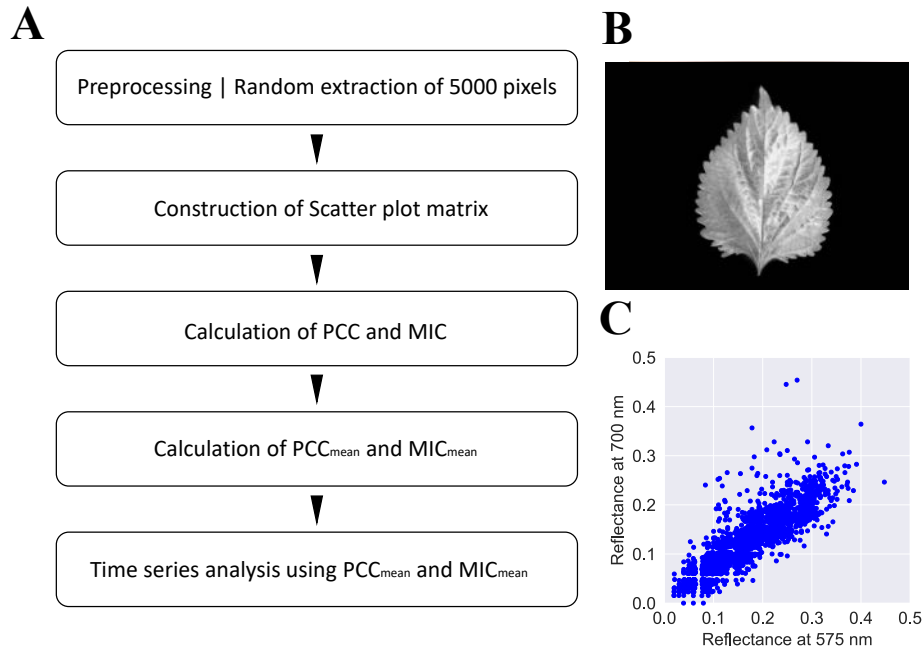 A
Preprocessing | Random extraction of 5000 pixels
Construction of Scatter plot matrix
Calculation of PCC and MIC
Calculation of PCCmean and MICmean
Time series analysis using PCCmean and MICmean
B
C
0.5
0.4
0.3
0.2
0.1
0.0
Reflectance at 700 nm
0.0 0.1 0.2 0.3 0.4 0.5
Reflectance at 575 nm